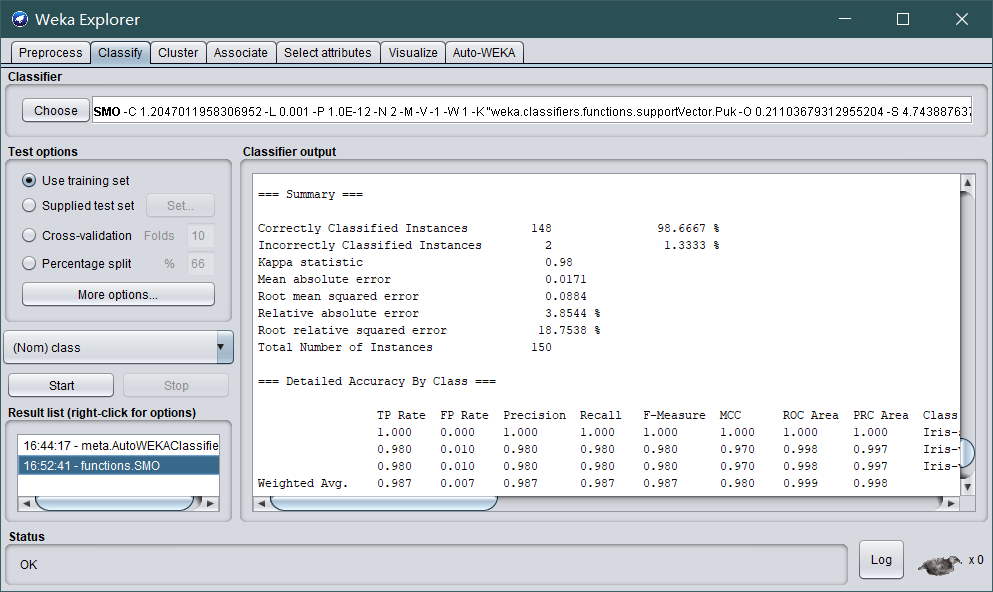 Weka Explorer
Preprocess Classify Cluster Associate Select attributes Visualize Auto-WEKA
Classifier
Choose SMO -C 1.2047011958306952 -L 0.001 -P 1.0E-12 -N 2 -M -V -1 -W 1 -K "weka.classifiers.functions.supportVector.Puk -O 0.21103679312955204 -S 4.743887637
Test options
Use training set
Supplied test set Set...
Cross-validation Folds 10
Percentage split % 66
More options...
(Nom) class
Start Stop
Result list (right-click for options)
16:44:17 - meta.AutoWEKAClassifie
16:52:41 - functions.SMO
Classifier output
=== Summary ===
Correctly Classified Instances 148 98.6667 %
Incorrectly Classified Instances 2 1.3333 %
Kappa statistic 0.98
Mean absolute error 0.0171
Root mean squared error 0.0884
Relative absolute error 3.8544 %
Root relative squared error 18.7538 %
Total Number of Instances 150
=== Detailed Accuracy By Class ===
TP Rate FP Rate Precision Recall F-Measure MCC ROC Area PRC Area Class
1.000 0.000 1.000 1.000 1.000 1.000 1.000 1.000 Iris-
0.980 0.010 0.980 0.980 0.980 0.970 0.998 0.997 Iris-
0.980 0.010 0.980 0.980 0.980 0.970 0.998 0.997 Iris-
Weighted Avg. 0.987 0.007 0.987 0.987 0.987 0.980 0.999 0.998
Status
OK
Log
x 0